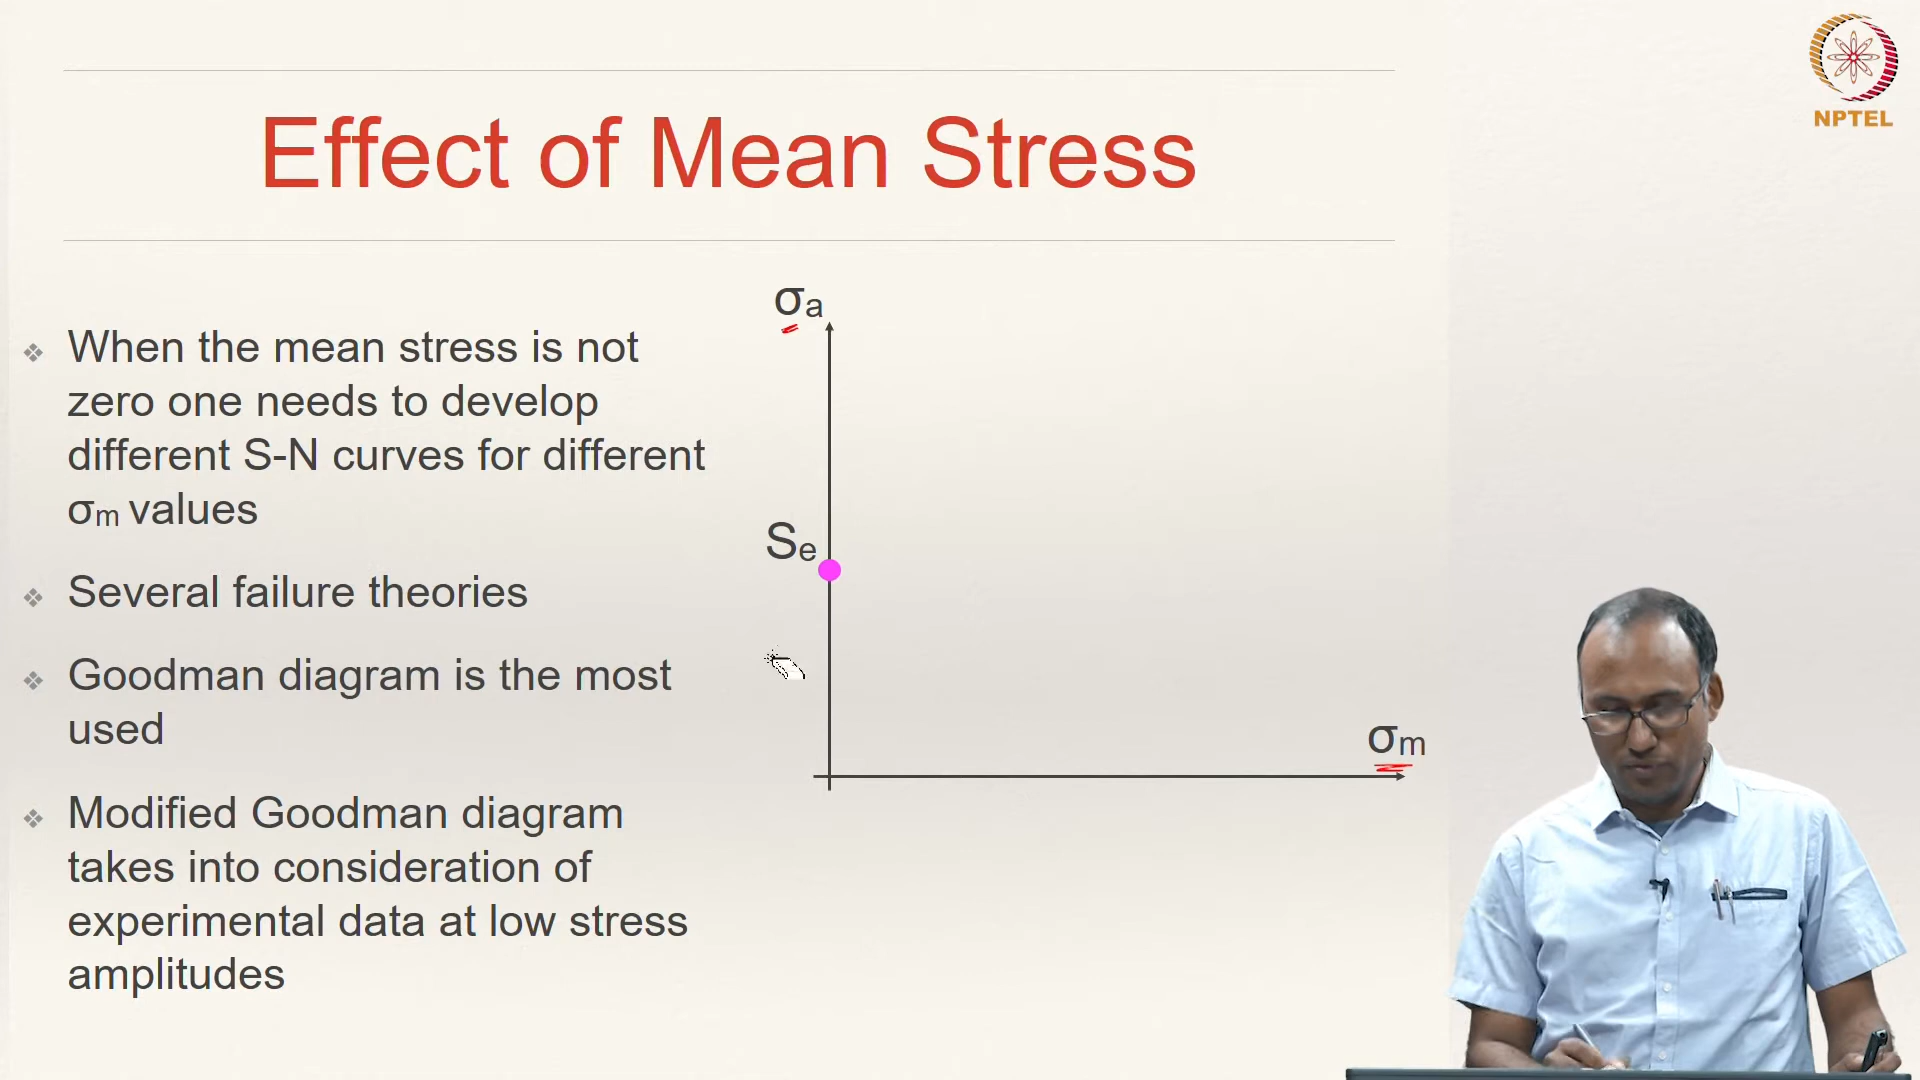 Effect of Mean Stress
NPTEL
❖ When the mean stress is not
zero one needs to develop
different S-N curves for different
σm values
❖ Several failure theories
❖ Goodman diagram is the most
used
❖ Modified Goodman diagram
takes into consideration of
experimental data at low stress
amplitudes
σa
Se
σm